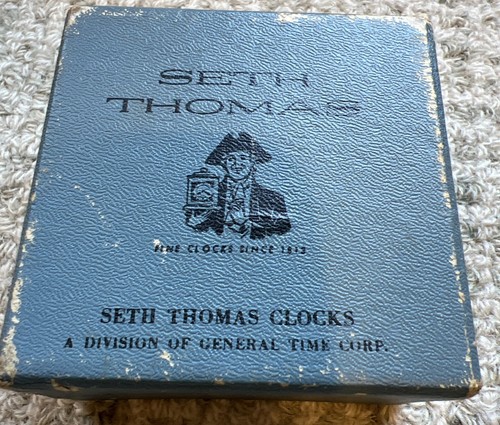 SETH
THOMAS
FINE CLOCKS SINCE 1813
SETH THOMAS CLOCKS
A DIVISION OF GENERAL TIME CORP.